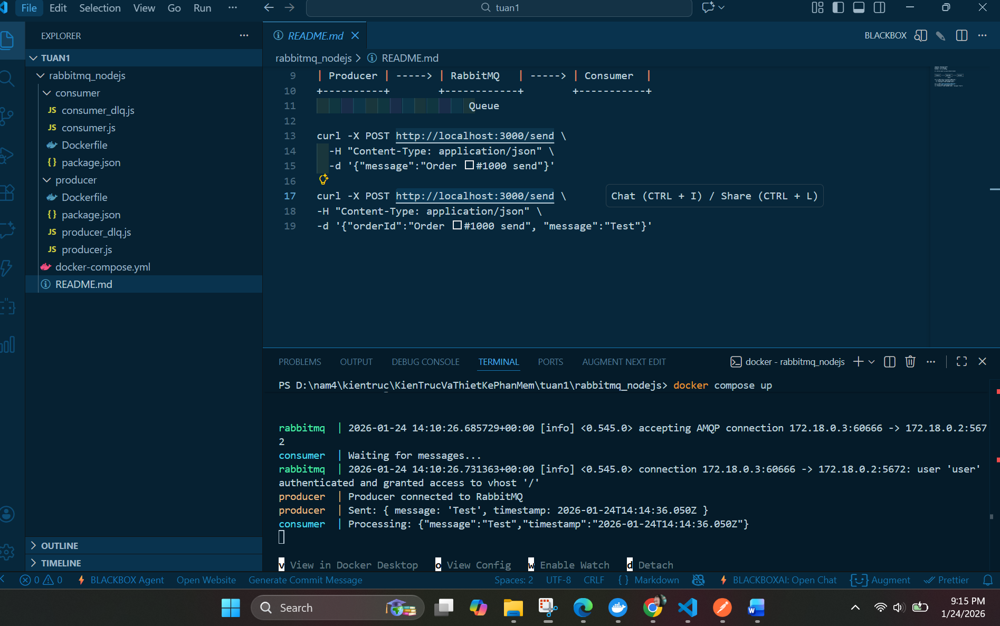 File Edit Selection View Go Run ··· tuan1
EXPLORER ···
TUAN1
rabbitmq_nodejs
consumer
JS consumer_dlq.js
JS consumer.js
Dockerfile
{} package.json
producer
Dockerfile
{} package.json
JS producer_dlq.js
JS producer.js
docker-compose.yml
README.md
OUTLINE
TIMELINE
README.md
BLACKBOX
rabbitmq_nodejs > README.md
9 | Producer | -----> | RabbitMQ   | -----> | Consumer  |
10 +----------+        +------------+        +-----------+
11 Queue
12
13 curl -X POST http://localhost:3000/send \
14 -H "Content-Type: application/json" \
15 -d '{"message":"Order #1000 send"}'
16
17 curl -X POST http://localhost:3000/send \
Chat (CTRL + I) / Share (CTRL + L)
18 -H "Content-Type: application/json" \
19 -d '{"orderId":"Order #1000 send", "message":"Test"}'
PROBLEMS OUTPUT DEBUG CONSOLE TERMINAL PORTS AUGMENT NEXT EDIT docker - rabbitmq_nodejs
PS D:\nam4\kientruc\KienTrucVaThietKePhanMem\tuan1\rabbitmq_nodejs> docker compose up
rabbitmq  | 2026-01-24 14:10:26.685729+00:00 [info] <0.545.0> accepting AMQP connection 172.18.0.3:60666 -> 172.18.0.2:567
2
consumer  | Waiting for messages...
rabbitmq  | 2026-01-24 14:10:26.731363+00:00 [info] <0.545.0> connection 172.18.0.3:60666 -> 172.18.0.2:5672: user 'user'
authenticated and granted access to vhost '/'
producer  | Producer connected to RabbitMQ
producer  | Sent: { message: 'Test', timestamp: 2026-01-24T14:14:36.050Z }
consumer  | Processing: {"message":"Test","timestamp":"2026-01-24T14:14:36.050Z"}
v View in Docker Desktop o View Config w Enable Watch d Detach
0 0 BLACKBOX Agent Open Website Generate Commit Message Spaces: 2 UTF-8 CRLF {} Markdown BLACKBOXAI: Open Chat Augment Prettier
Search
9:15 PM
1/24/2026